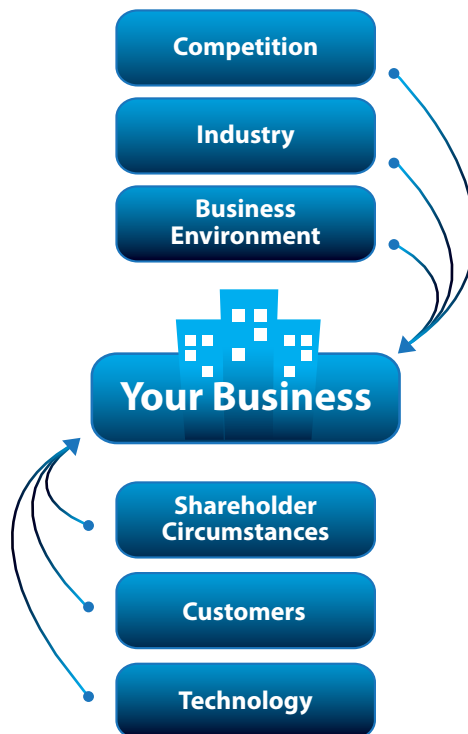 Competition
Industry
Business
Environment
Your Business
Shareholder
Circumstances
Customers
Technology